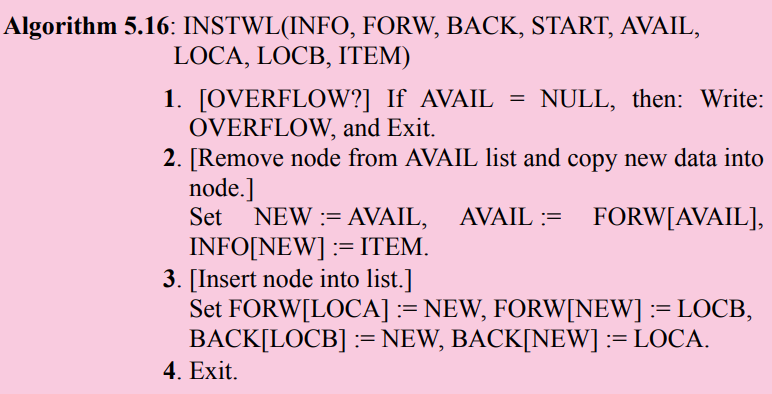 Algorithm 5.16: INSTWL(INFO, FORW, BACK, START, AVAIL,
LOCA, LOCB, ITEM)
1. [OVERFLOW?] If AVAIL = NULL, then: Write:
OVERFLOW, and Exit.
2. [Remove node from AVAIL list and copy new data into
node.]
Set NEW := AVAIL, AVAIL := FORW[AVAIL],
INFO[NEW] := ITEM.
3. [Insert node into list.]
Set FORW[LOCA] := NEW, FORW[NEW] := LOCB,
BACK[LOCB] := NEW, BACK[NEW] := LOCA.
4. Exit.